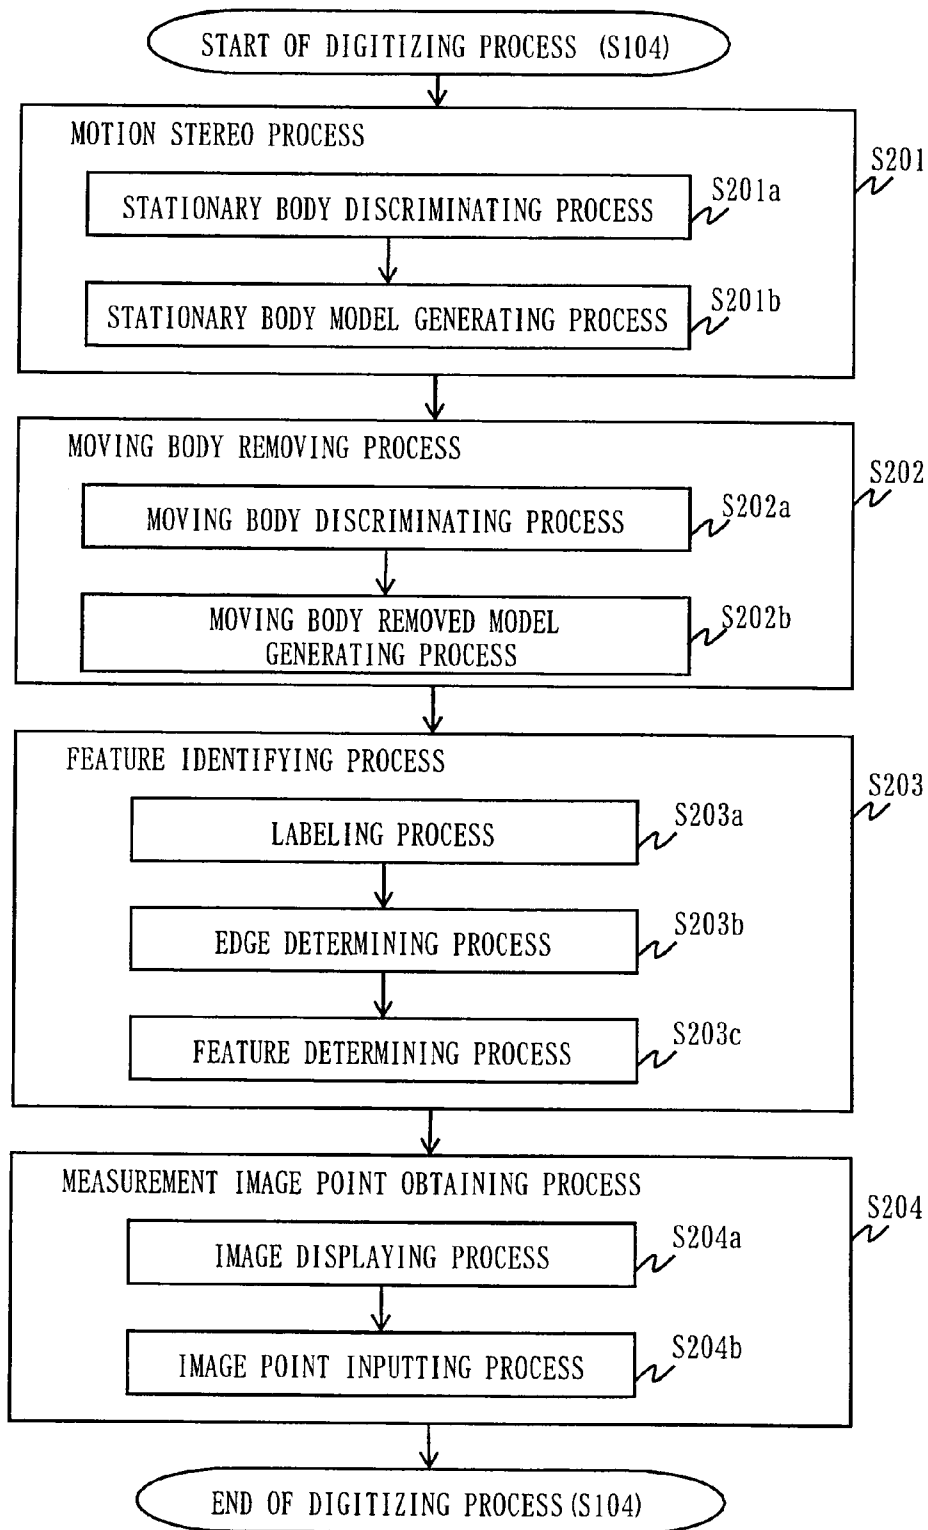 START OF DIGITIZING PROCESS (S104)
MOTION STEREO PROCESS
S201
STATIONARY BODY DISCRIMINATING PROCESS
S201a
STATIONARY BODY MODEL GENERATING PROCESS
S201b
MOVING BODY REMOVING PROCESS
S202
MOVING BODY DISCRIMINATING PROCESS
S202a
MOVING BODY REMOVED MODEL
GENERATING PROCESS
S202b
FEATURE IDENTIFYING PROCESS
S203
LABELING PROCESS
S203a
EDGE DETERMINING PROCESS
S203b
FEATURE DETERMINING PROCESS
S203c
MEASUREMENT IMAGE POINT OBTAINING PROCESS
S204
IMAGE DISPLAYING PROCESS
S204a
IMAGE POINT INPUTTING PROCESS
S204b
END OF DIGITIZING PROCESS(S104)